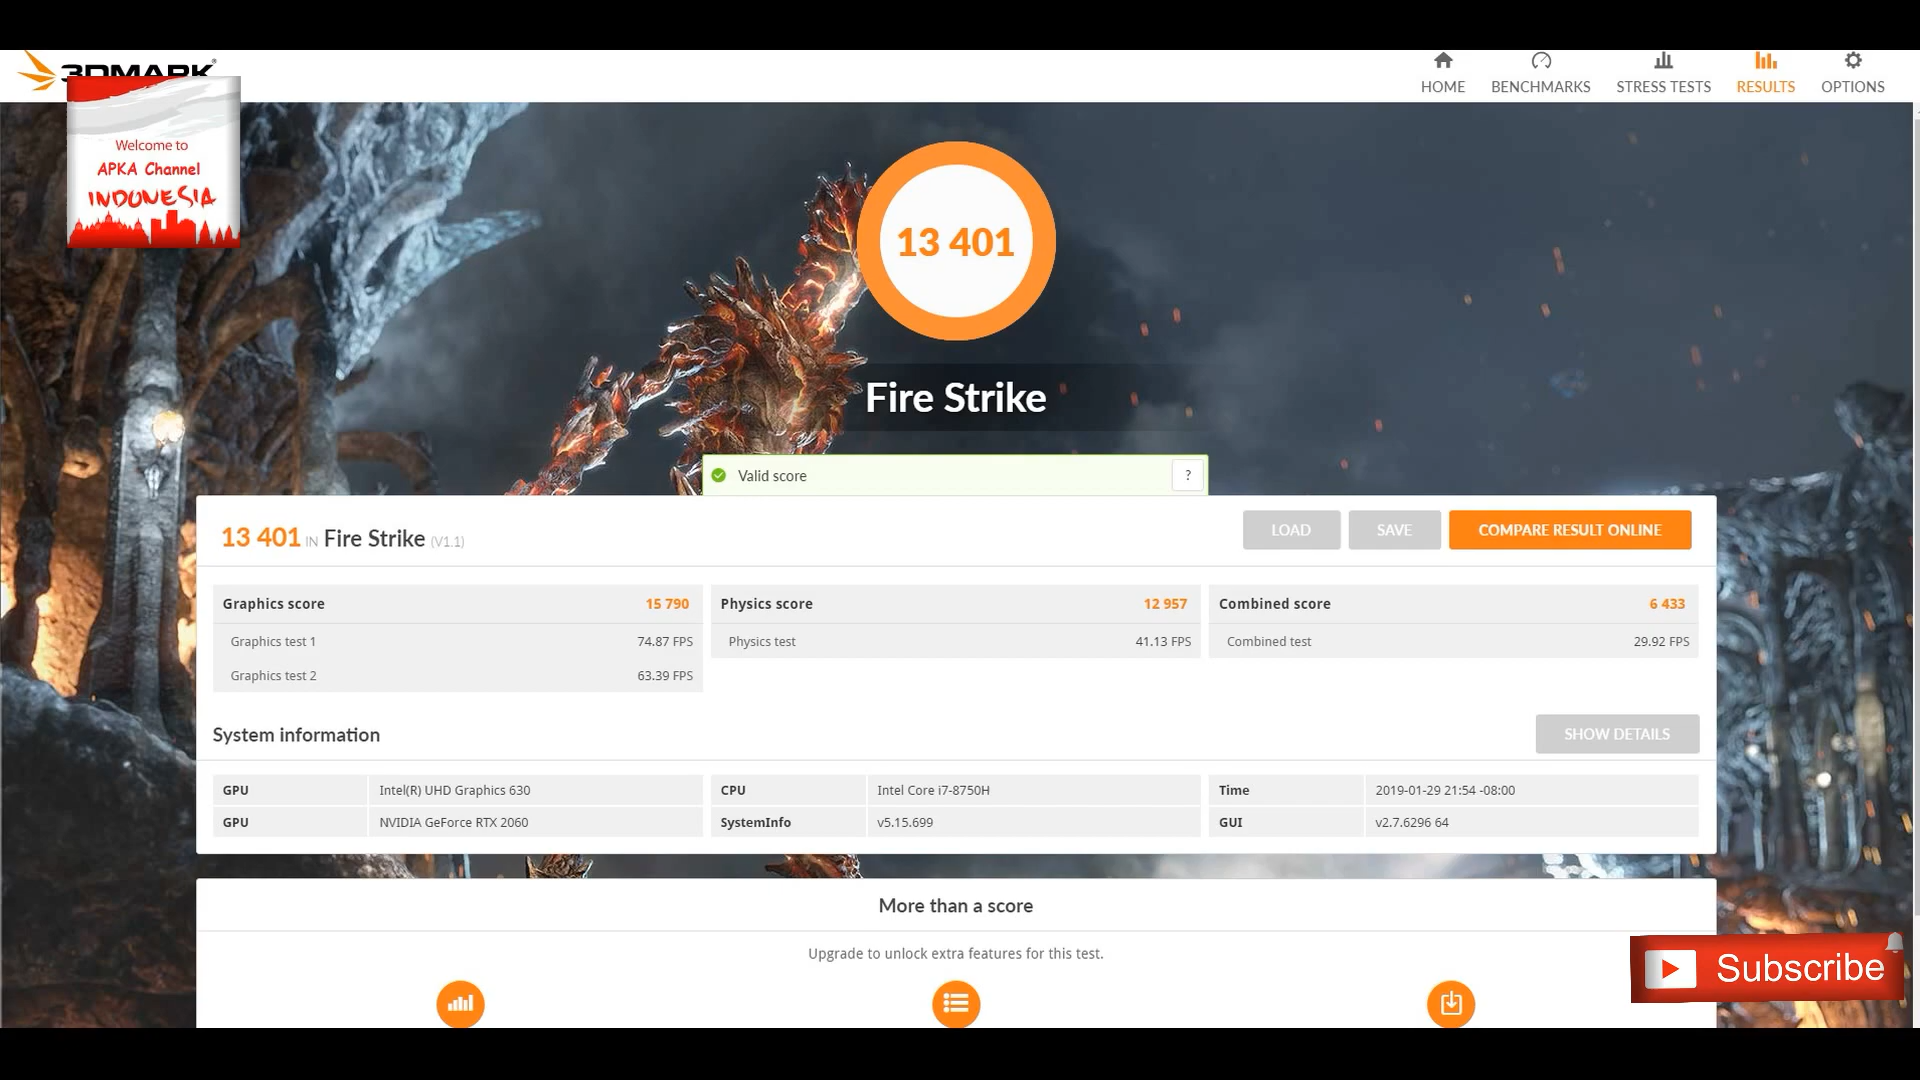 3DMARK®
HOME BENCHMARKS STRESS TESTS RESULTS OPTIONS
Welcome to
APKA Channel
INDONESIA
13 401
Fire Strike
Valid score ?
13 401 IN Fire Strike (V1.1)
LOAD SAVE COMPARE RESULT ONLINE
Graphics score 15 790 Physics score 12 957 Combined score 6 433
Graphics test 1 74.87 FPS Physics test 41.13 FPS Combined test 29.92 FPS
Graphics test 2 63.39 FPS
System information SHOW DETAILS
GPU Intel(R) UHD Graphics 630 CPU Intel Core i7-8750H Time 2019-01-29 21:54 -08:00
GPU NVIDIA GeForce RTX 2060 SystemInfo v5.15.699 GUI v2.7.6296 64
More than a score
Upgrade to unlock extra features for this test.
Subscribe